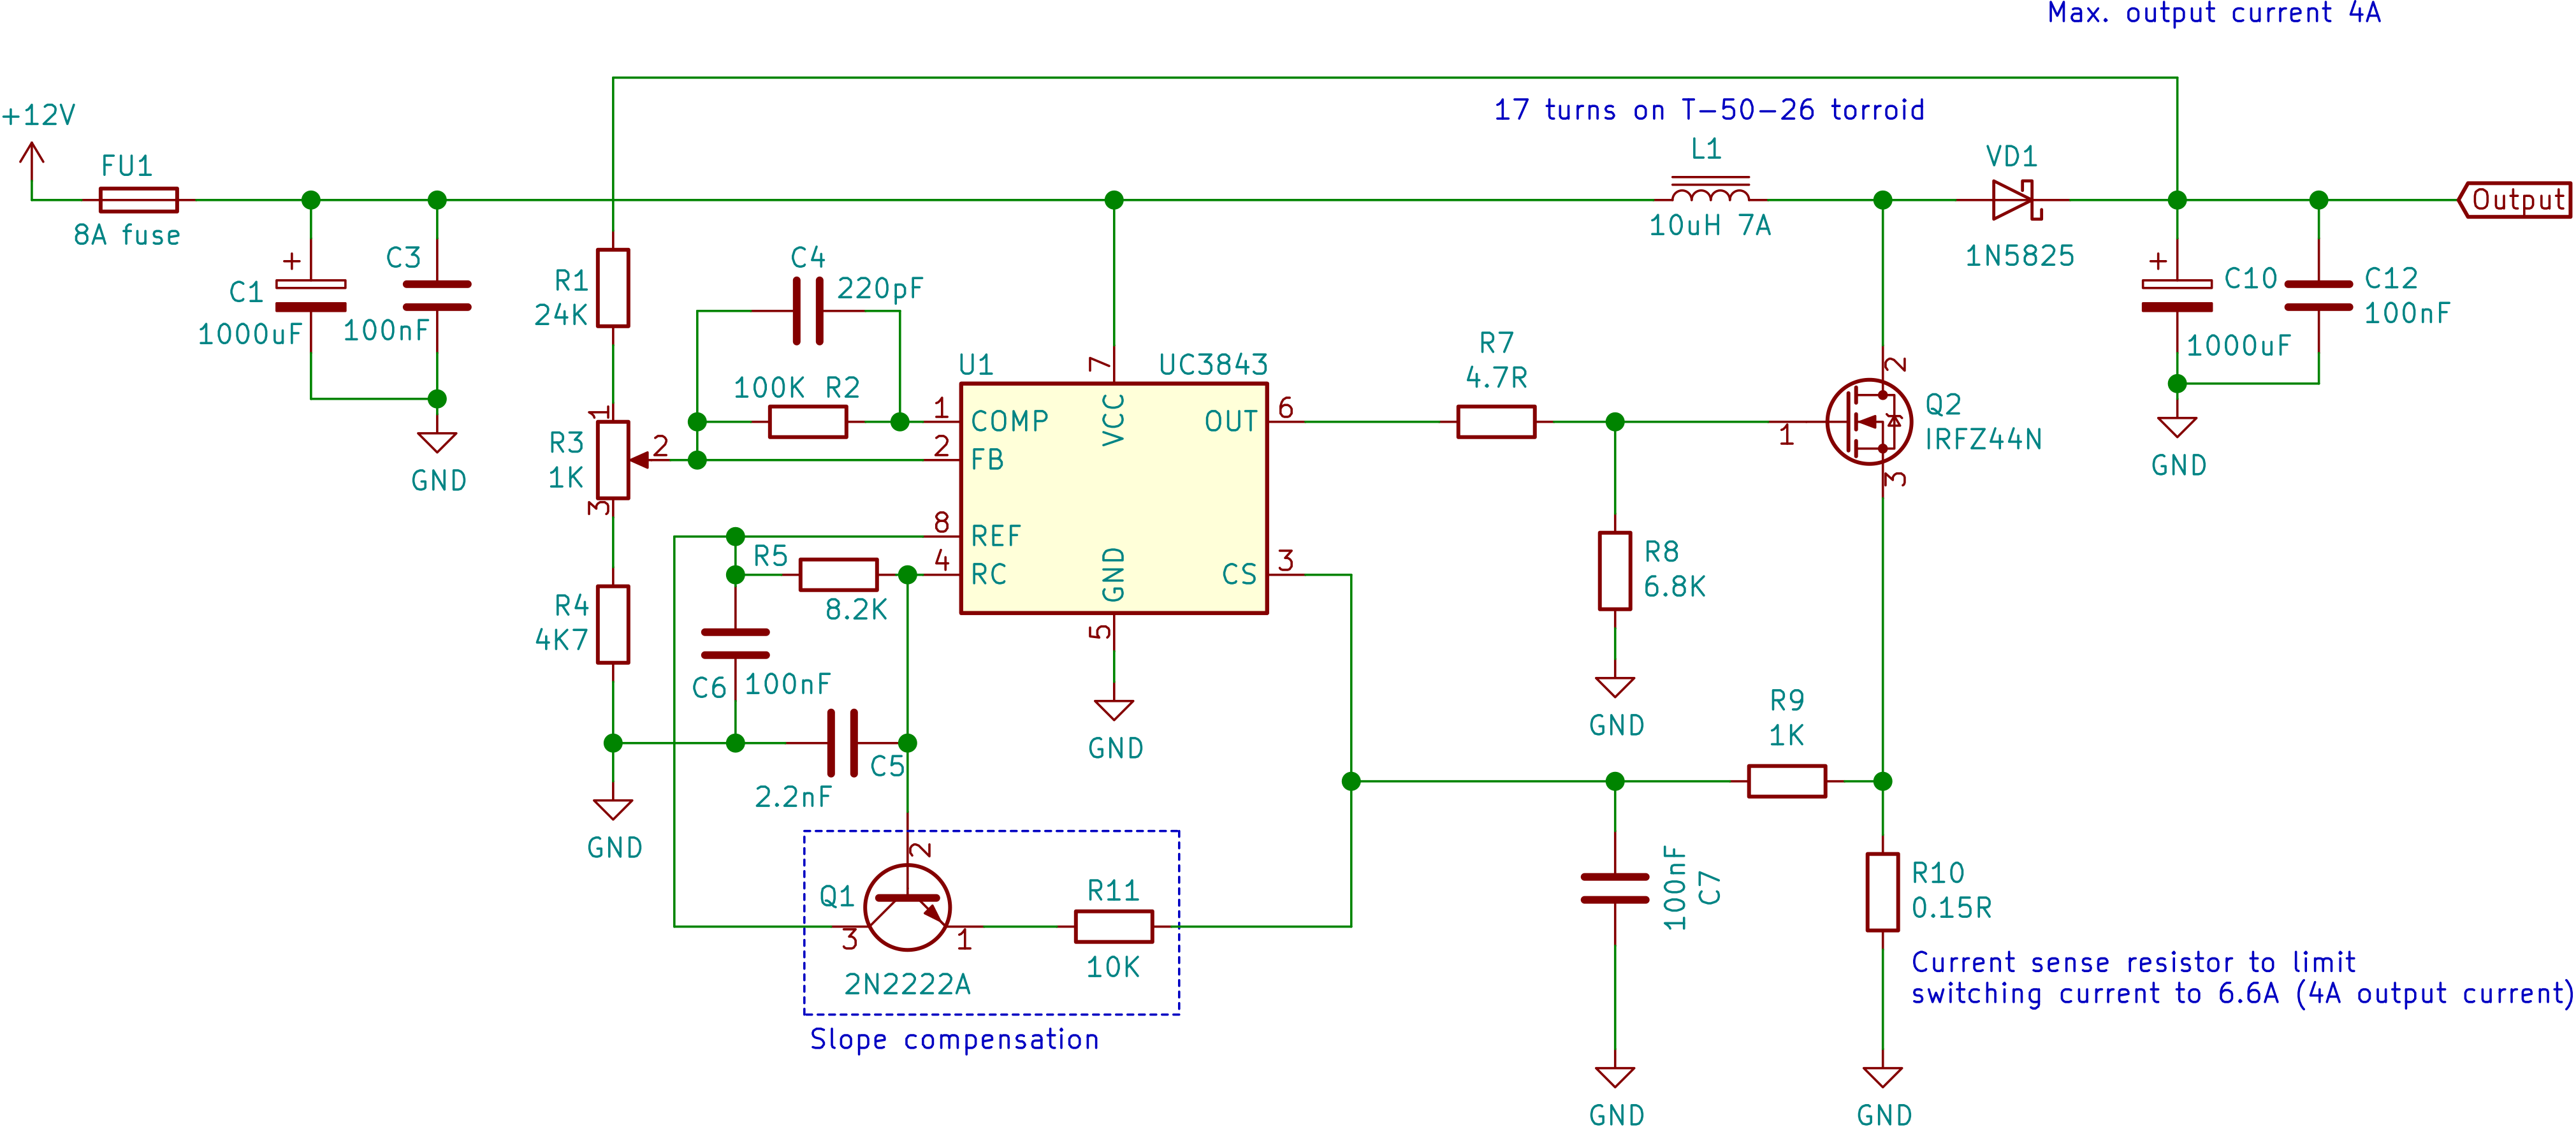 Max. output current 4A
+12V
17 turns on T-50-26 torroid
L1
10uH 7A
VD1
1N5825
Output
FU1
8A fuse
C1
1000uF
C3
100nF
R1
24K
C4
220pF
100K R2
R3
1K
1
2
3
U1
UC3843
7
VCC
1
COMP
2
FB
8
REF
4
RC
OUT
6
CS
3
GND
5
GND
R7
4.7R
2
1
3
Q2
IRFZ44N
C10
1000uF
C12
100nF
GND
GND
R8
6.8K
GND
R5
8.2K
R4
4K7
C6
100nF
C5
2.2nF
GND
R9
1K
Q1
2
3
1
2N2222A
R11
10K
Slope compensation
100nF
C7
R10
0.15R
Current sense resistor to limit
switching current to 6.6A (4A output current)
GND
GND